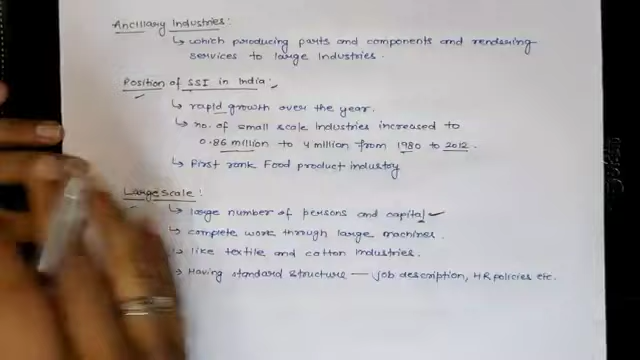 Ancillary Industries:
↳ which producing parts and components and rendering
services to large Industries.
Position of SSI in India:
↳ rapid growth over the year.
↳ no. of small scale Industries increased to
0.86 million to 4 million from 1980 to 2012.
↳ First rank Food product industry
Large Scale:
↳ large number of persons and capital
↳ complete work through large machines.
↳ like textile and cotton Industries.
↳ Having standard structure — job description, HR policies etc.